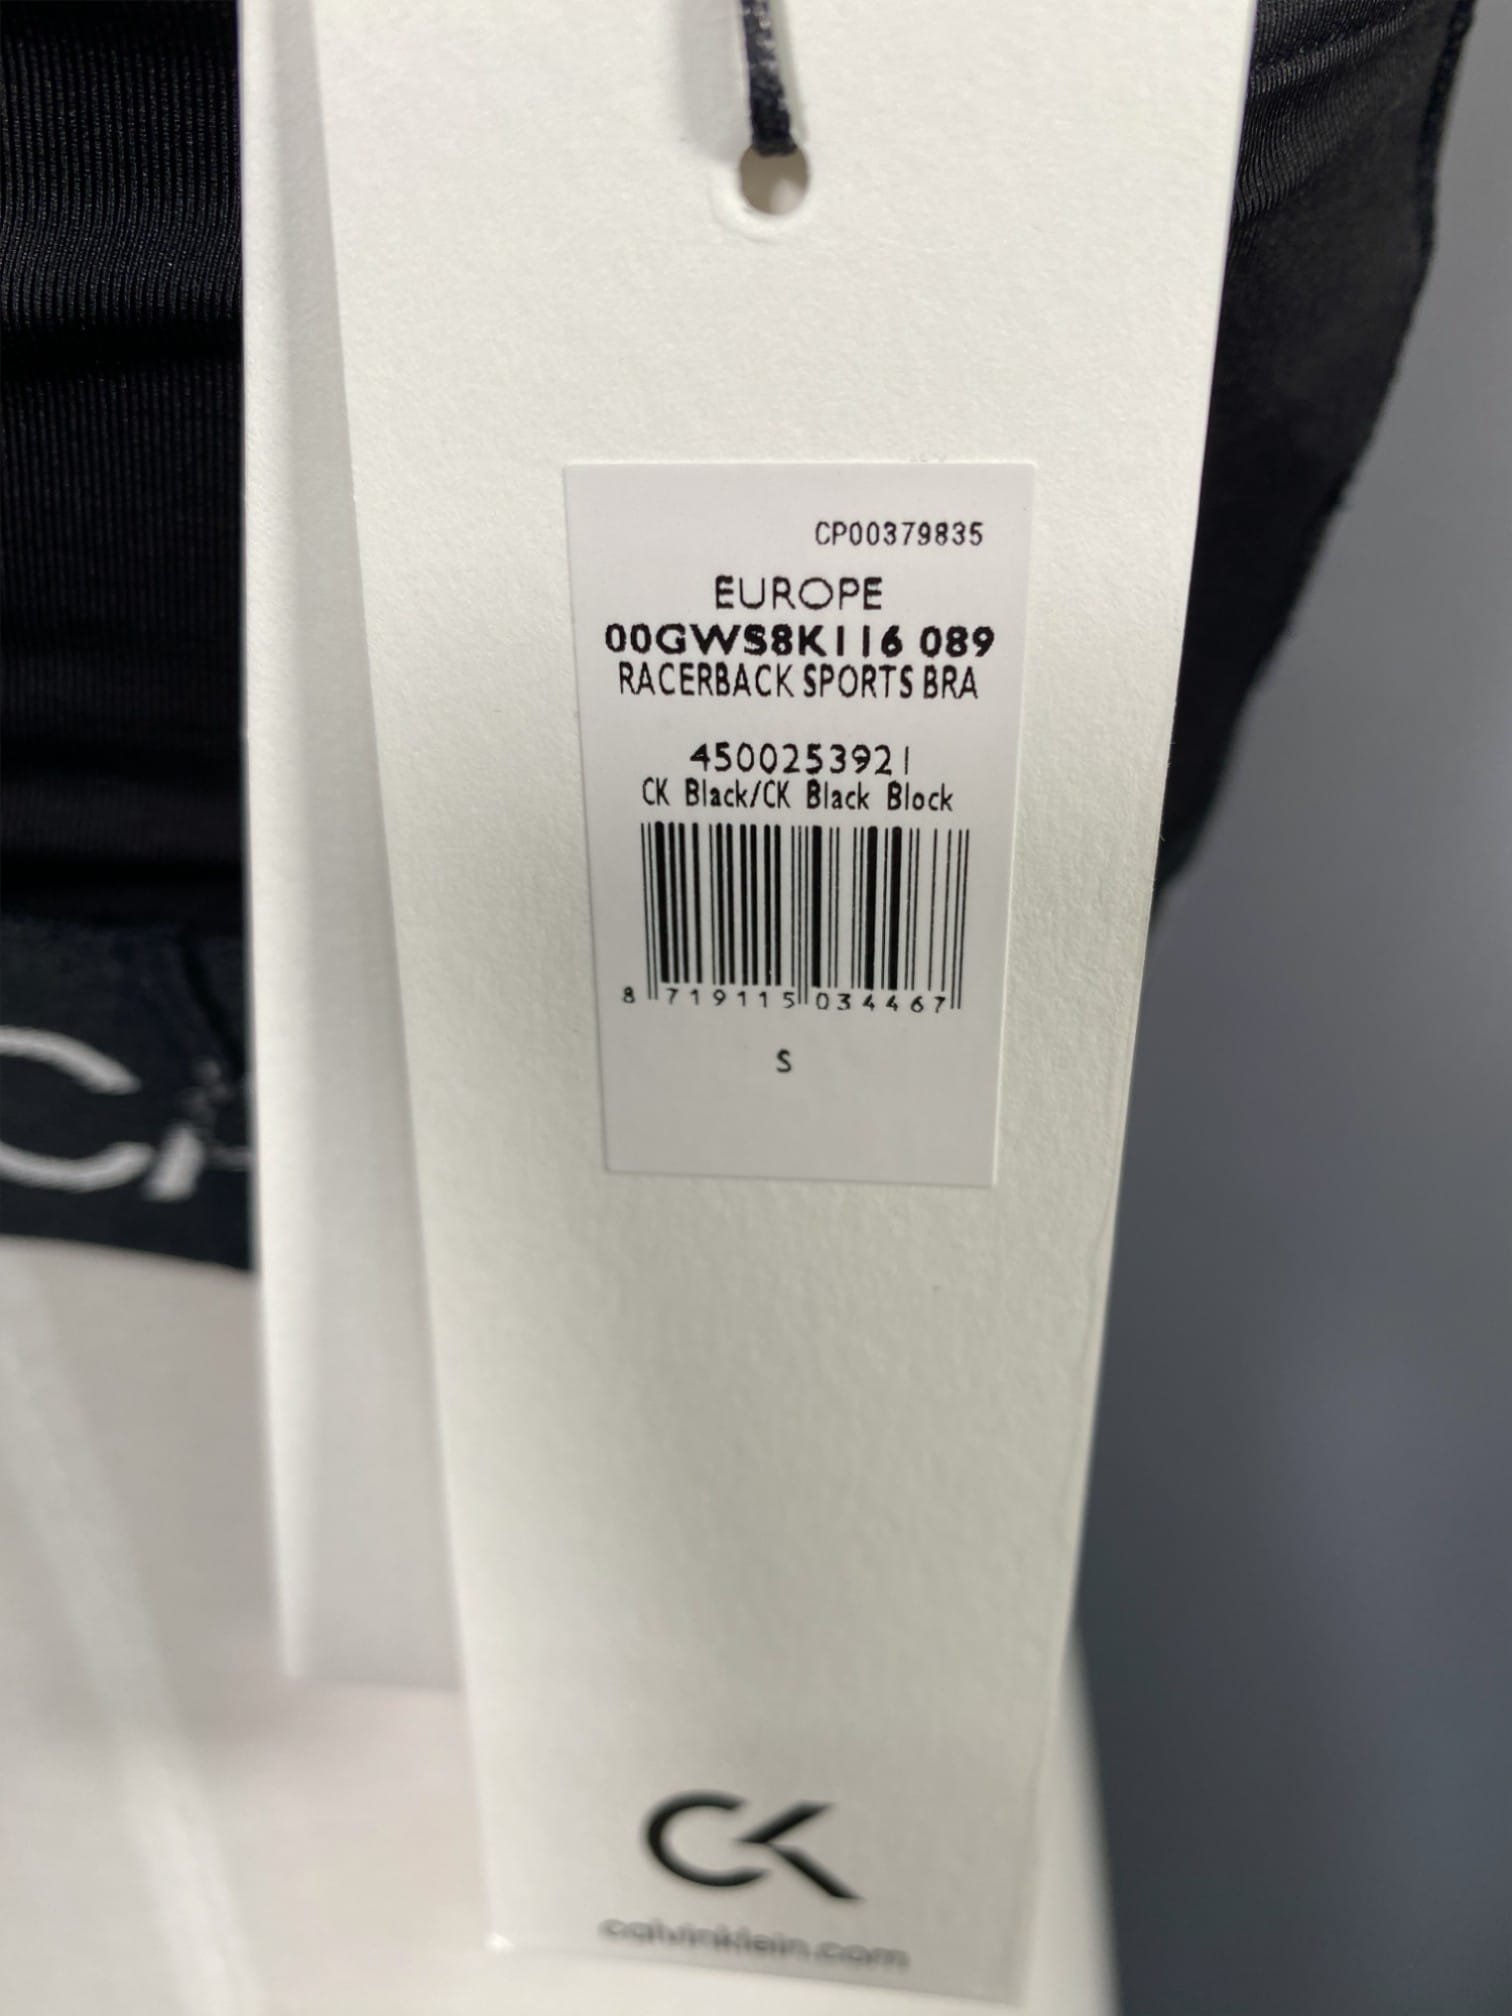 CP00379835
EUROPE
00GWS8K116 089
RACERBACK SPORTS BRA
4500253921
CK Black/CK Black Block
8 719115 034467
S
CK
calvinklein.com